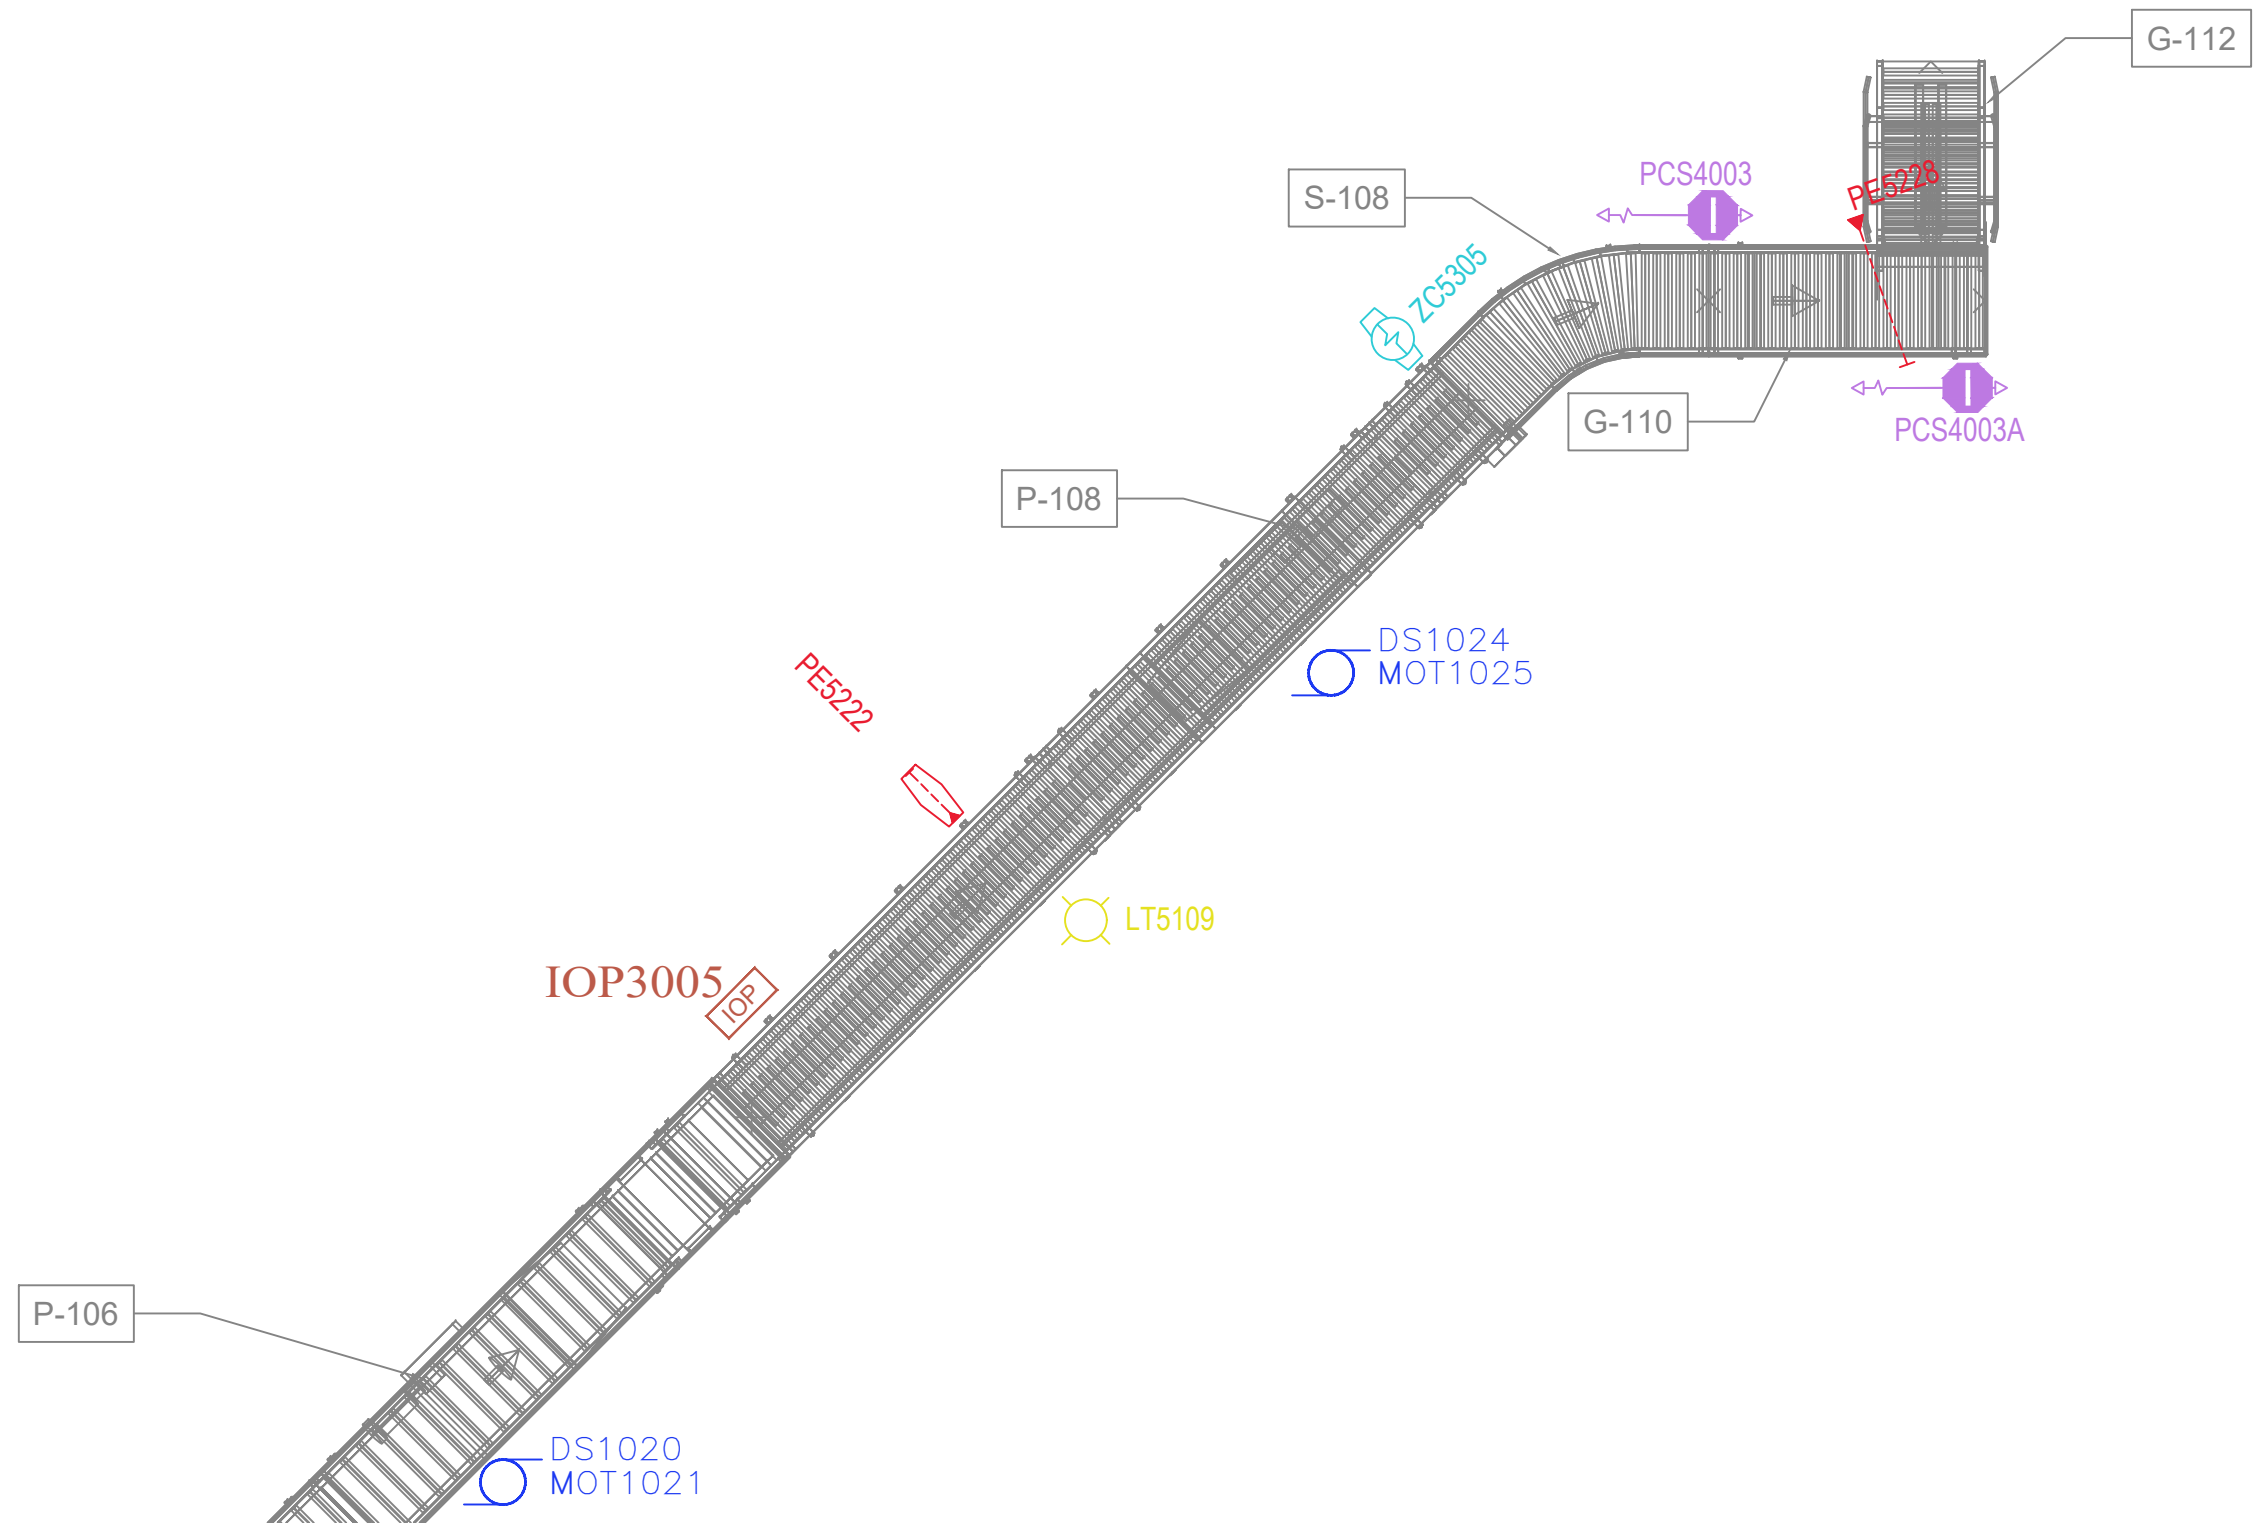 G-112
PCS4003
PE5228
S-108
ZC5305
G-110
PCS4003A
P-108
DS1024
MOT1025
PE5222
LT5109
IOP3005
IOP
P-106
DS1020
MOT1021